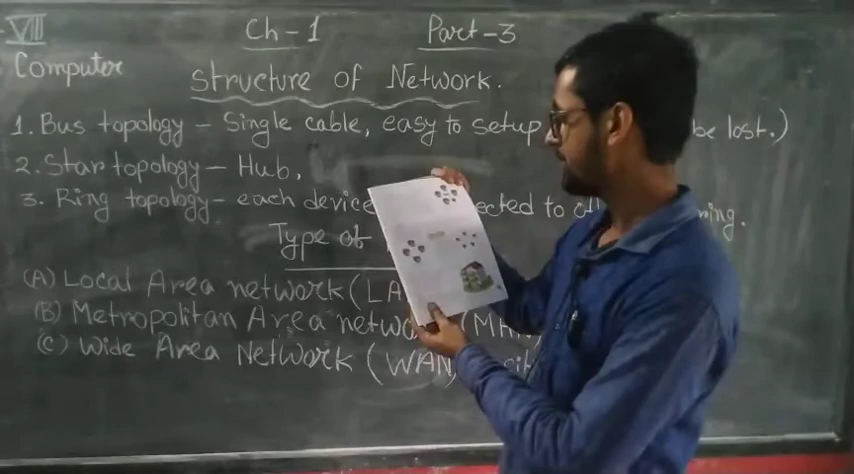 VIII Ch-1 Part-3
Computer
Structure of Network.
1. Bus topology - Single cable, easy to setup be lost.)
2. Star topology - Hub,
3. Ring topology - each device ected to ring.
Type of
(A) Local Area network (LA
(B) Metropolitan Area netwo (MAN)
(C) Wide Area Network (WAN)